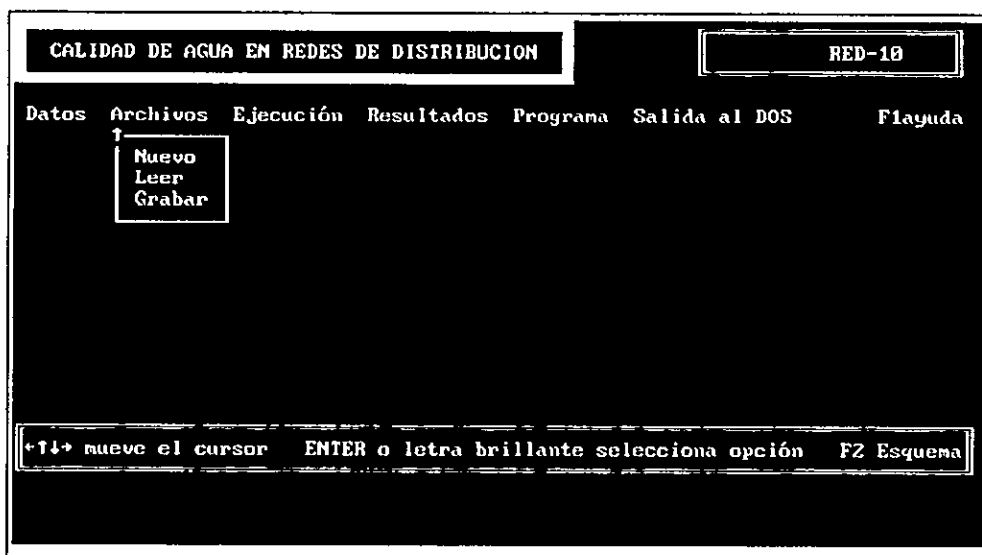 CALIDAD DE AGUA EN REDES DE DISTRIBUCION
RED-10
Datos Archivos Ejecución Resultados Programa Salida al DOS F1ayuda
↑
Nuevo
Leer
Grabar
←↑↓→ mueve el cursor ENTER o letra brillante selecciona opción F2 Esquema